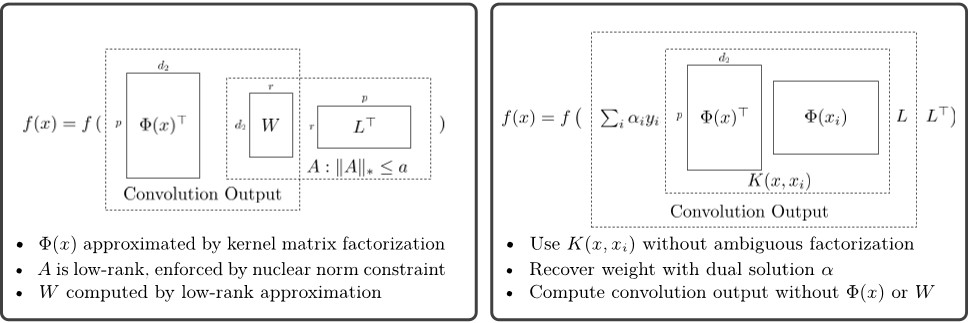 d₂
r
p
f(x) = f ( p Φ(x)⊤ d₂ W r L⊤ )
A : ‖A‖∗ ≤ a
Convolution Output
• Φ(x) approximated by kernel matrix factorization
• A is low-rank, enforced by nuclear norm constraint
• W computed by low-rank approximation
d₂
f(x) = f ( ∑ᵢ αᵢyᵢ p Φ(x)⊤ Φ(xᵢ) L L⊤)
K(x, xᵢ)
Convolution Output
• Use K(x, xᵢ) without ambiguous factorization
• Recover weight with dual solution α
• Compute convolution output without Φ(x) or W